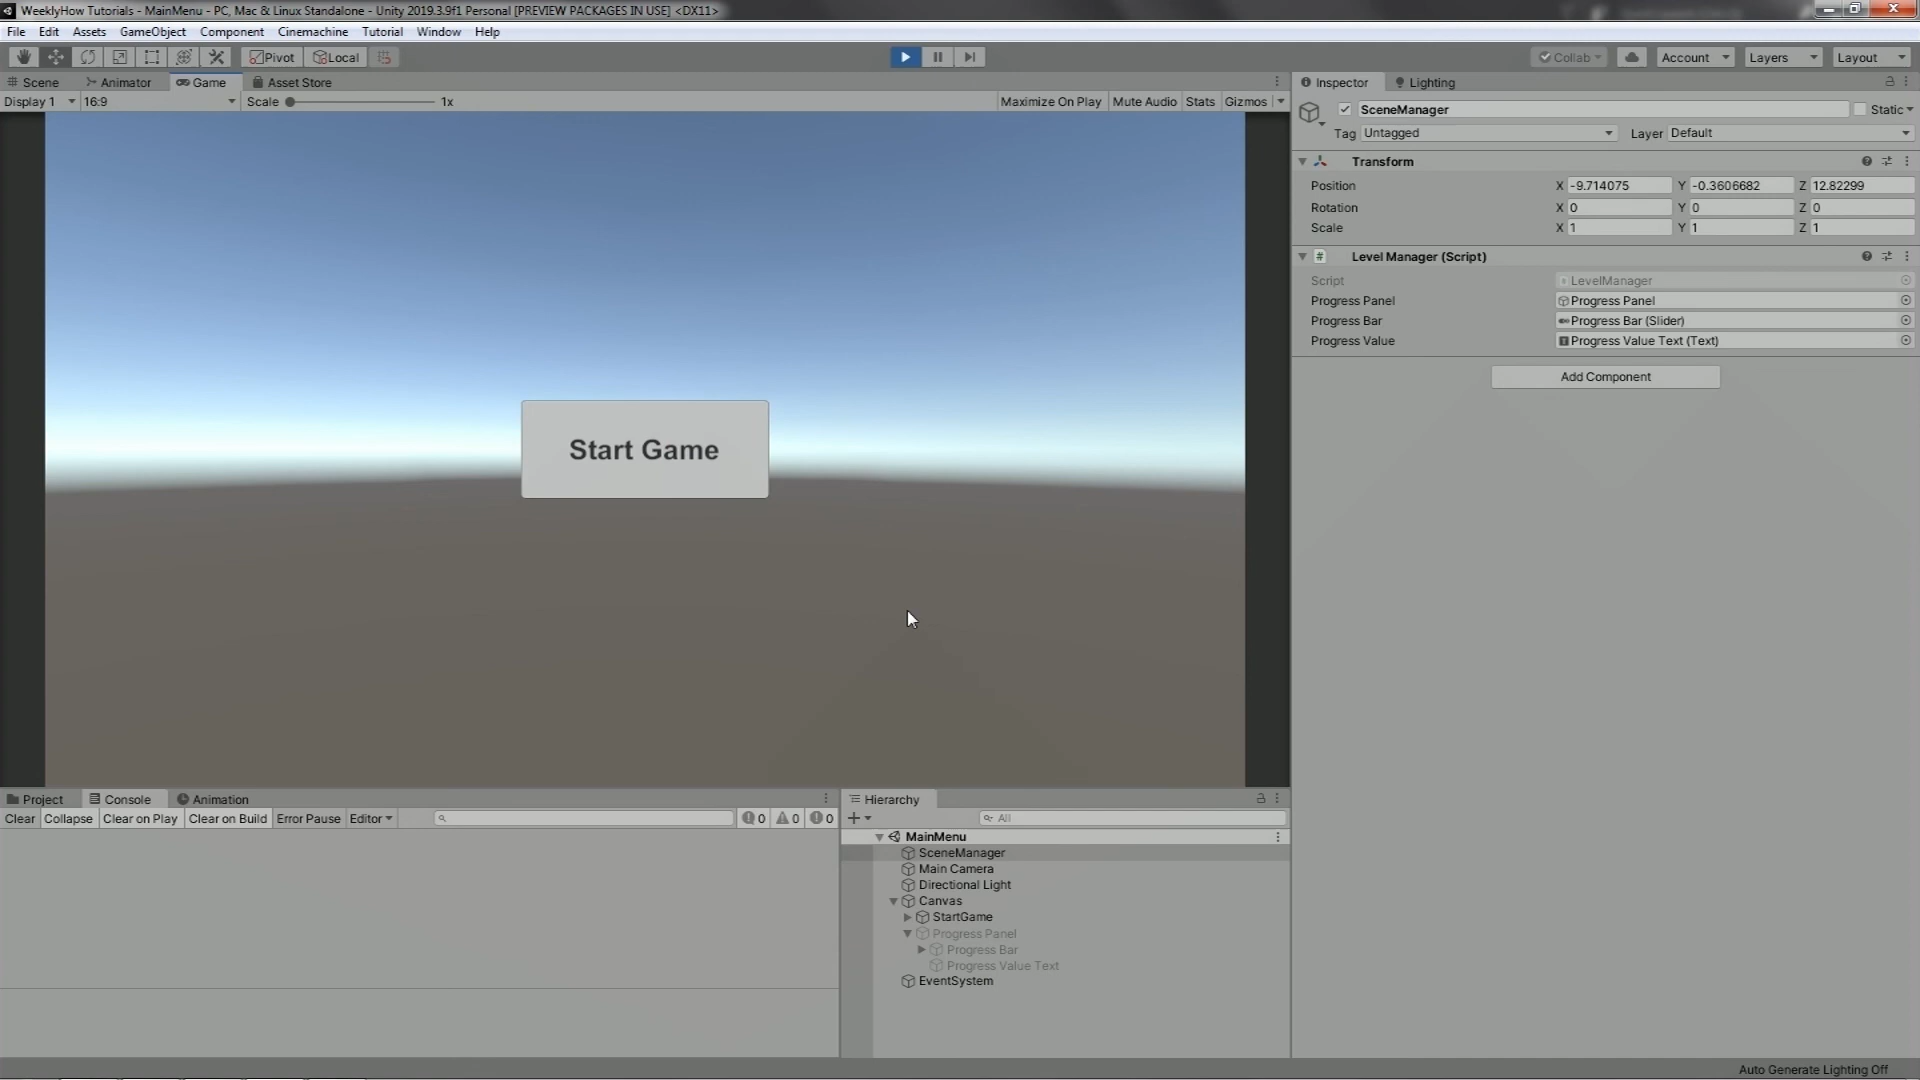 WeeklyHow Tutorials - MainMenu - PC, Mac & Linux Standalone - Unity 2019.3.9f1 Personal [PREVIEW PACKAGES IN USE] <DX11>
File Edit Assets GameObject Component Cinemachine Tutorial Window Help
Pivot Local Collab Account Layers Layout
Scene Animator Game Asset Store
Display 1 16:9 Scale 1x Maximize On Play Mute Audio Stats Gizmos
Start Game
Inspector Lighting
SceneManager Static
Tag Untagged Layer Default
Transform
Position X -9.714075 Y -0.3606682 Z 12.82299
Rotation X 0 Y 0 Z 0
Scale X 1 Y 1 Z 1
# Level Manager (Script)
Script LevelManager
Progress Panel Progress Panel
Progress Bar Progress Bar (Slider)
Progress Value Progress Value Text (Text)
Add Component
Project Console Animation
Clear Collapse Clear on Play Clear on Build Error Pause Editor 0 0 0
Hierarchy
All
MainMenu
SceneManager
Main Camera
Directional Light
Canvas
StartGame
Progress Panel
Progress Bar
Progress Value Text
EventSystem
Auto Generate Lighting Off